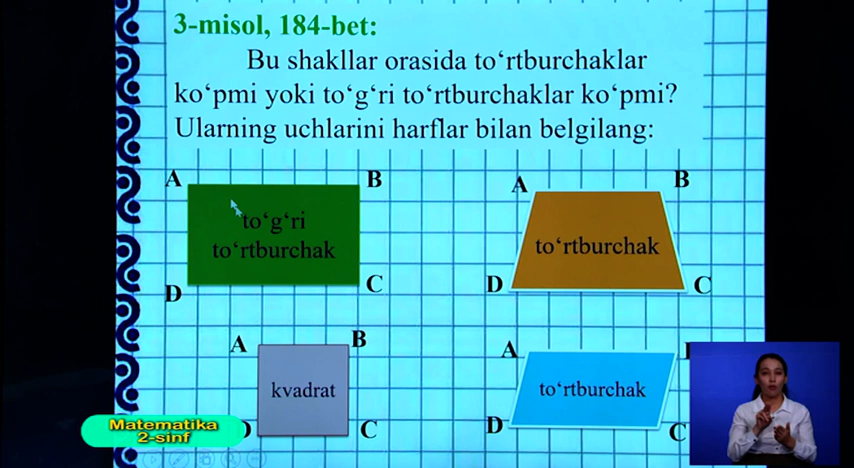 3-misol, 184-bet:
Bu shakllar orasida to‘rtburchaklar
ko‘pmi yoki to‘g‘ri to‘rtburchaklar ko‘pmi?
Ularning uchlarini harflar bilan belgilang:
A B
A B
to‘g‘ri
to‘rtburchak
to‘rtburchak
D C
D C
A B
A
kvadrat
to‘rtburchak
C
D C
Matematika
2-sinf